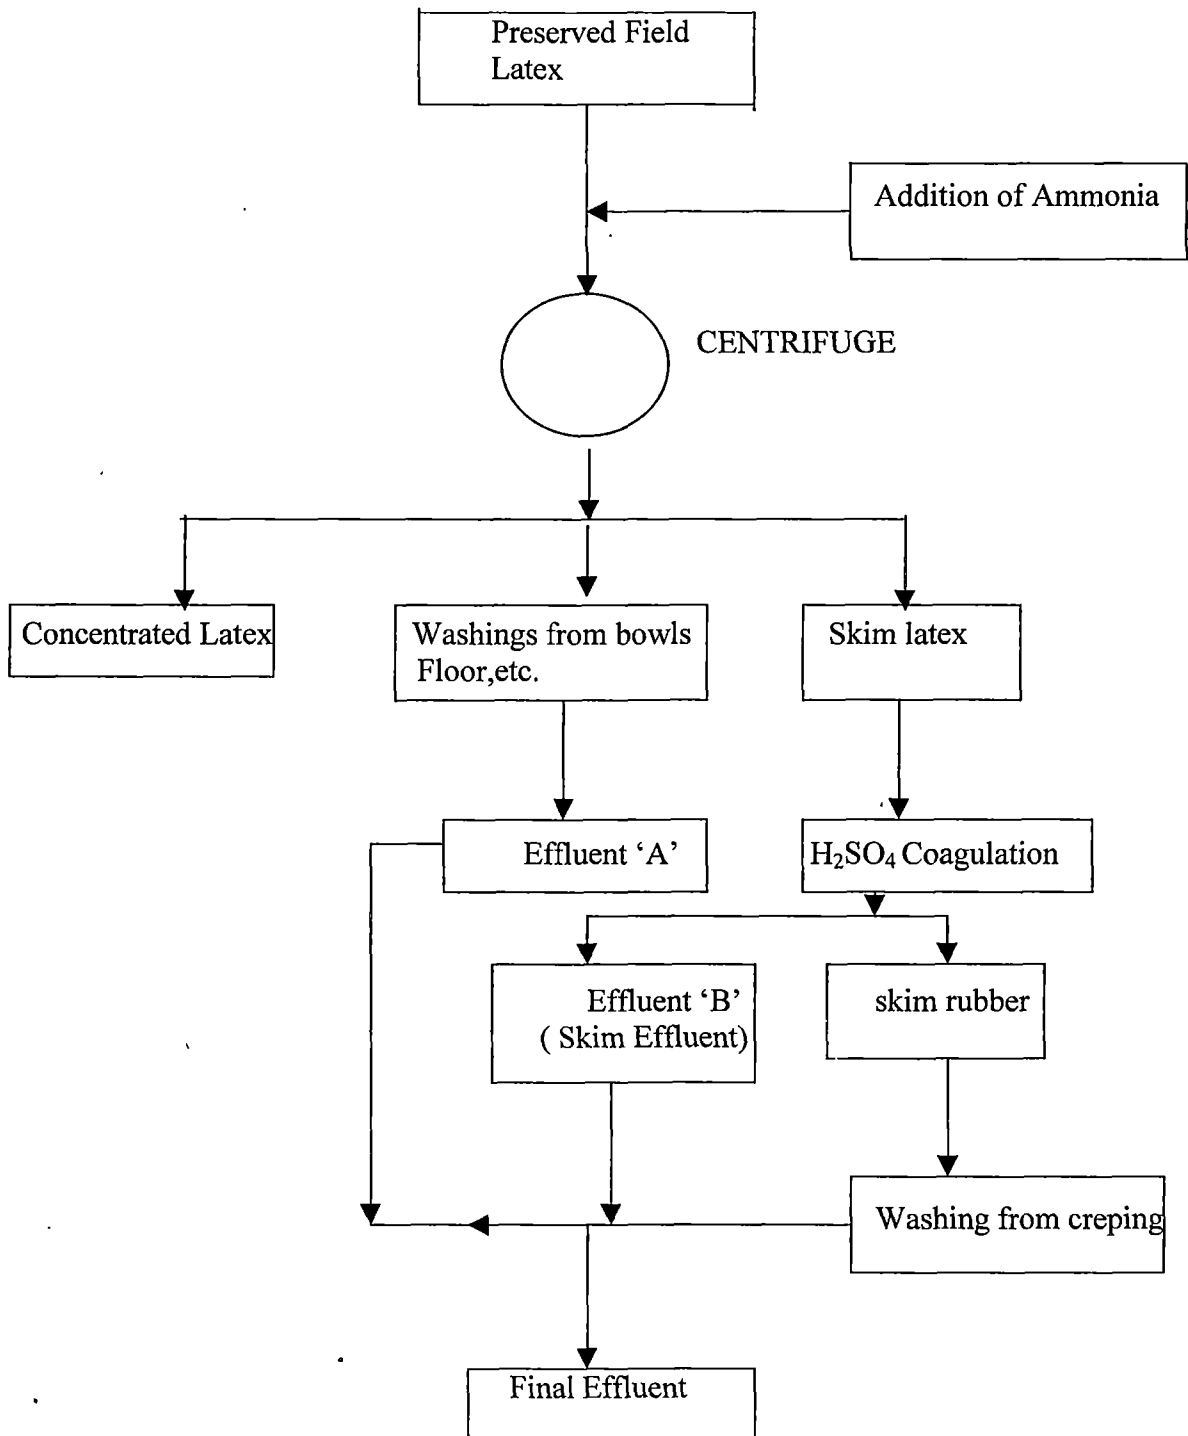 Preserved Field
Latex
Addition of Ammonia
CENTRIFUGE
Concentrated Latex
Washings from bowls
Floor,etc.
Skim latex
Effluent ‘A’
H₂SO₄ Coagulation
Effluent ‘B’
( Skim Effluent)
skim rubber
Washing from creping
Final Effluent